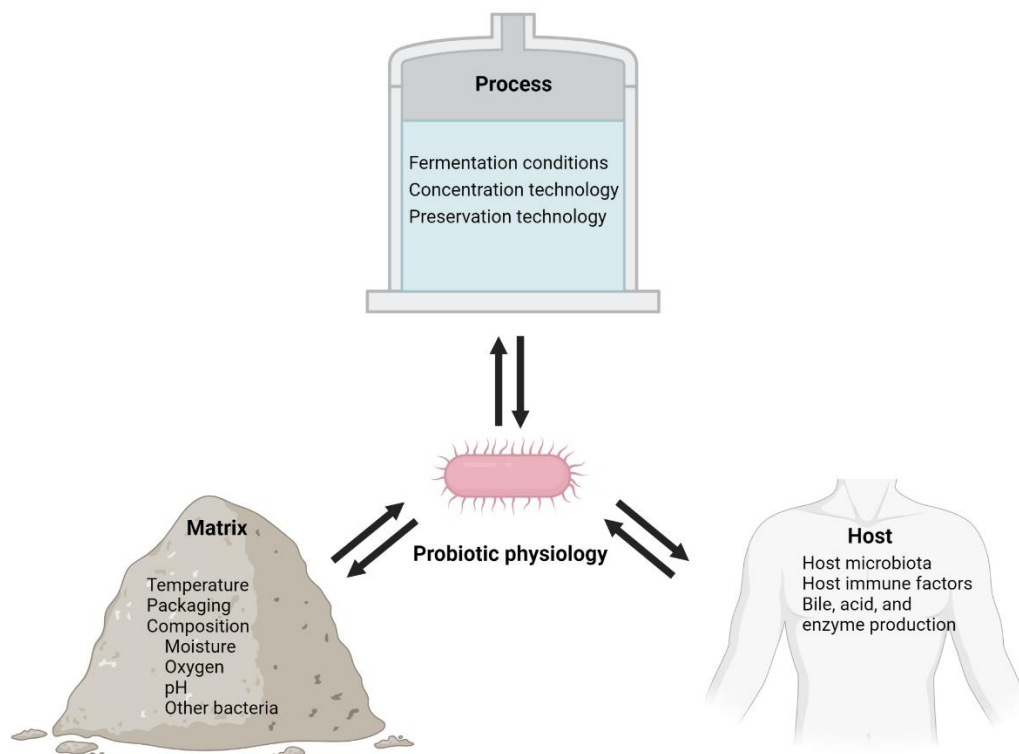 Process
Fermentation conditions
Concentration technology
Preservation technology
Probiotic physiology
Matrix
Temperature
Packaging
Composition
Moisture
Oxygen
pH
Other bacteria
Host
Host microbiota
Host immune factors
Bile, acid, and
enzyme production